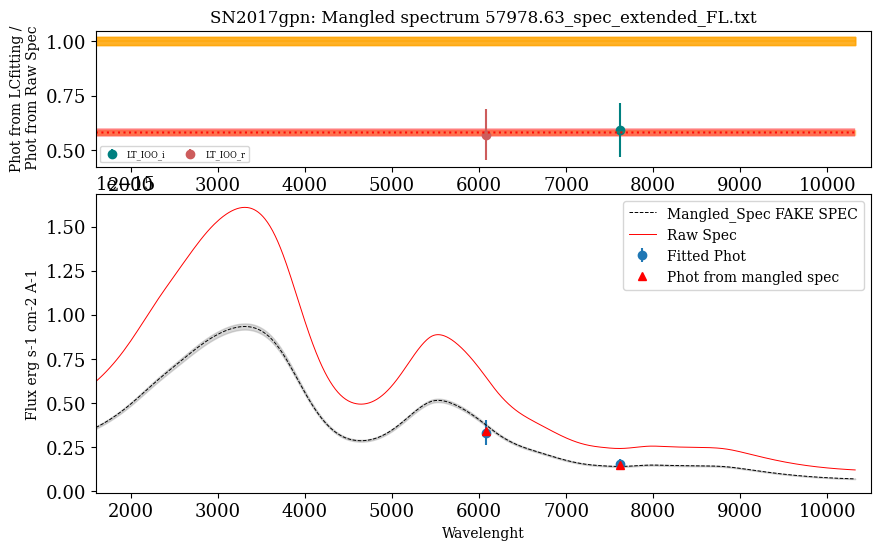 SN2017gpn: Mangled spectrum 57978.63_spec_extended_FL.txt
Phot from LCfitting /
Phot from Raw Spec
1.00
0.75
0.50
LT_IOO_i
LT_IOO_r
2000 3000 4000 5000 6000 7000 8000 9000 10000
1e−15
Flux erg s-1 cm-2 A-1
1.50
1.25
1.00
0.75
0.50
0.25
0.00
Mangled_Spec FAKE SPEC
Raw Spec
Fitted Phot
Phot from mangled spec
2000 3000 4000 5000 6000 7000 8000 9000 10000
Wavelenght